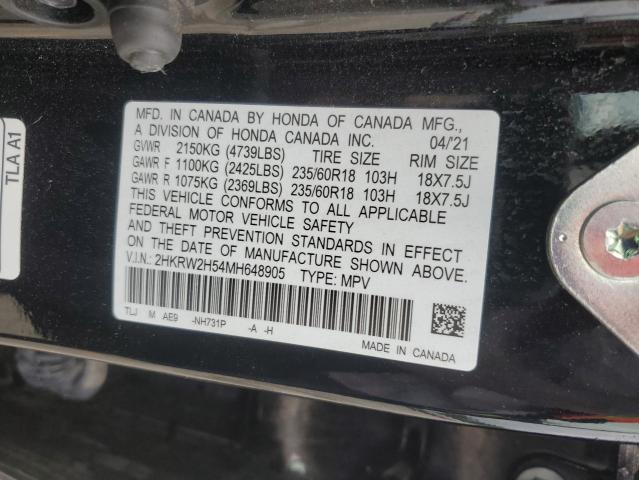 TLA A1
MFD. IN CANADA BY HONDA OF CANADA MFG.,
A DIVISION OF HONDA CANADA INC. 04/'21
GVWR 2150KG (4739LBS) TIRE SIZE RIM SIZE
GAWR F 1100KG (2425LBS) 235/60R18 103H 18X7.5J
GAWR R 1075KG (2369LBS) 235/60R18 103H 18X7.5J
THIS VEHICLE CONFORMS TO ALL APPLICABLE
FEDERAL MOTOR VEHICLE SAFETY
AND THEFT PREVENTION STANDARDS IN EFFECT
ON THE DATE OF MANUFACTURE SHOWN ABOVE.
V.I.N.: 2HKRW2H54MH648905 TYPE: MPV
TLJ M AE9 -NH731P -A -H
MADE IN CANADA